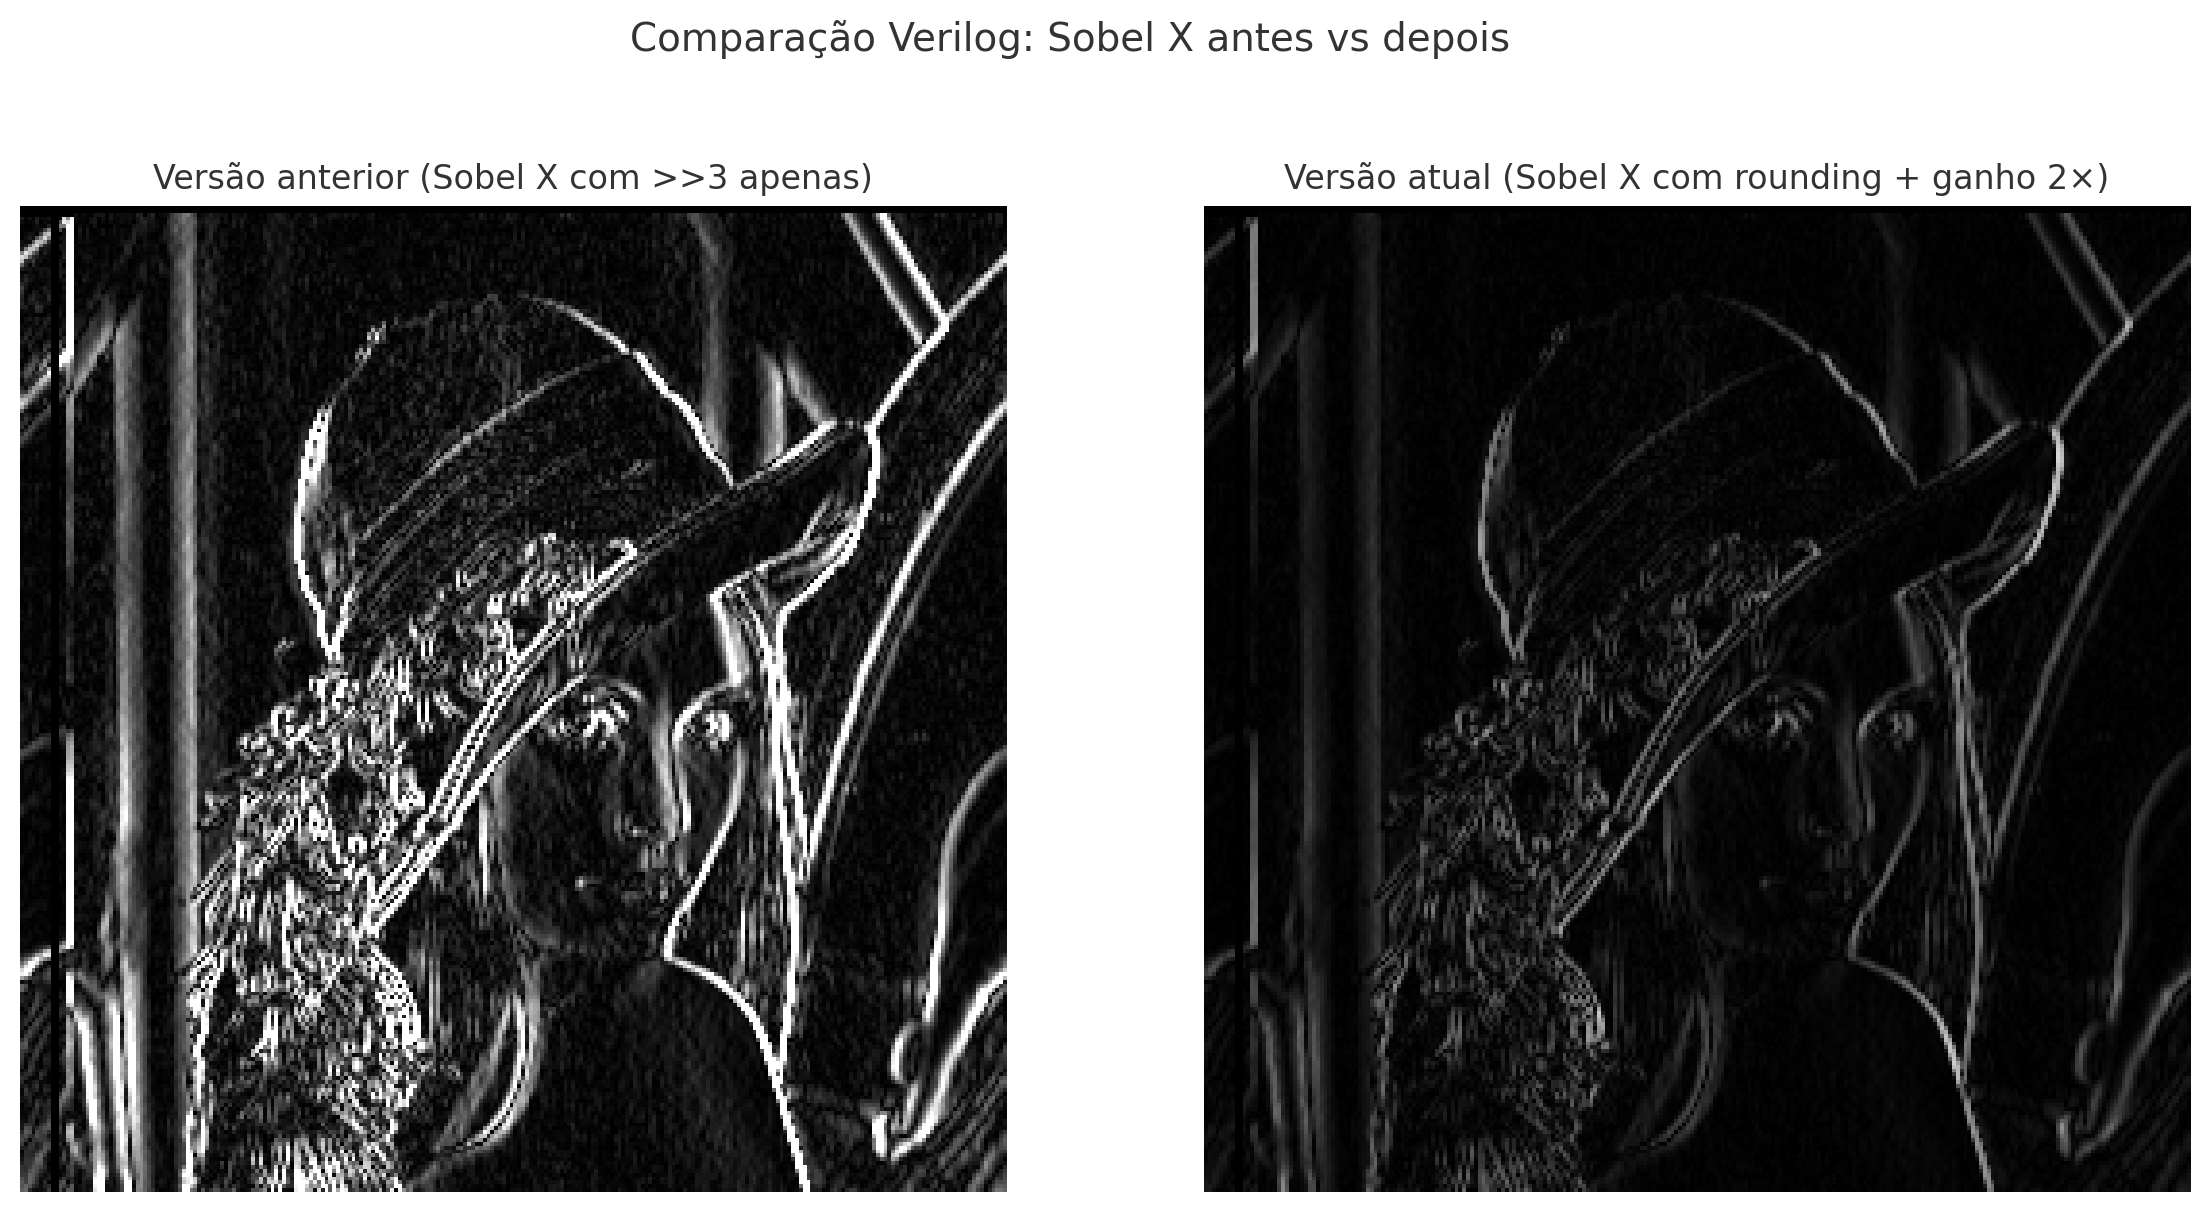 Comparação Verilog: Sobel X antes vs depois
Versão anterior (Sobel X com >>3 apenas)
Versão atual (Sobel X com rounding + ganho 2×)